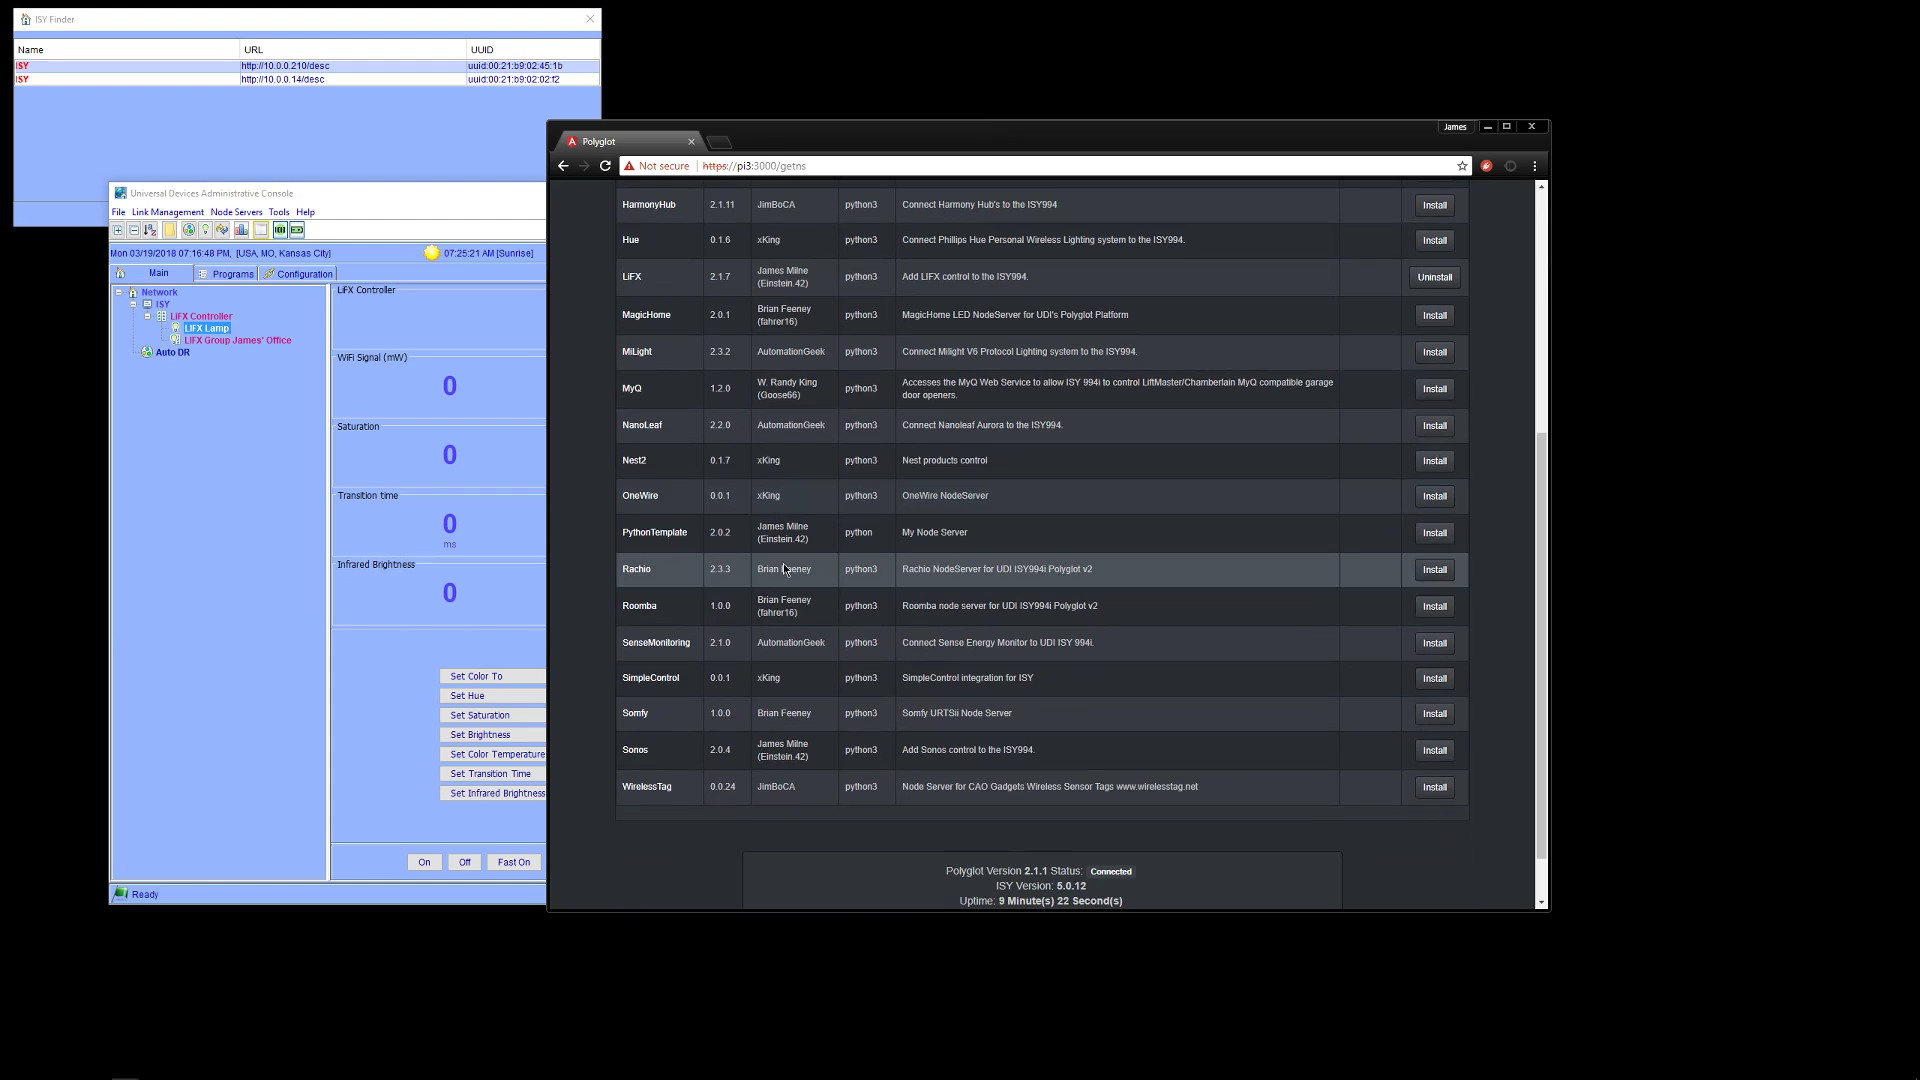 ISY Finder
Name URL UUID
ISY http://10.0.0.210/desc uuid:00:21:b9:02:45:1b
ISY http://10.0.0.14/desc uuid:00:21:b9:02:02:f2
Universal Devices Administrative Console
File Link Management Node Servers Tools Help
Mon 03/19/2018 07:16:48 PM, [USA, MO, Kansas City] 07:25:21 AM [Sunrise]
Main Programs Configuration
Network
ISY
LiFX Controller
LIFX Lamp
LIFX Group James' Office
Auto DR
LiFX Controller
WiFi Signal (mW)
0
Saturation
0
Transition time
0
ms
Infrared Brightness
0
Set Color To
Set Hue
Set Saturation
Set Brightness
Set Color Temperature
Set Transition Time
Set Infrared Brightness
On Off Fast On
Ready
James
Polyglot
Not secure https://pi3:3000/getns
HarmonyHub 2.1.11 JimBoCA python3 Connect Harmony Hub's to the ISY994 Install
Hue 0.1.6 xKing python3 Connect Phillips Hue Personal Wireless Lighting system to the ISY994. Install
LiFX 2.1.7 James Milne (Einstein.42) python3 Add LIFX control to the ISY994. Uninstall
MagicHome 2.0.1 Brian Feeney (fahrer16) python3 MagicHome LED NodeServer for UDI's Polyglot Platform Install
MiLight 2.3.2 AutomationGeek python3 Connect Milight V6 Protocol Lighting system to the ISY994. Install
MyQ 1.2.0 W. Randy King (Goose66) python3 Accesses the MyQ Web Service to allow ISY 994i to control LiftMaster/Chamberlain MyQ compatible garage door openers. Install
NanoLeaf 2.2.0 AutomationGeek python3 Connect Nanoleaf Aurora to the ISY994. Install
Nest2 0.1.7 xKing python3 Nest products control Install
OneWire 0.0.1 xKing python3 OneWire NodeServer Install
PythonTemplate 2.0.2 James Milne (Einstein.42) python My Node Server Install
Rachio 2.3.3 Brian Feeney python3 Rachio NodeServer for UDI ISY994i Polyglot v2 Install
Roomba 1.0.0 Brian Feeney (fahrer16) python3 Roomba node server for UDI ISY994i Polyglot v2 Install
SenseMonitoring 2.1.0 AutomationGeek python3 Connect Sense Energy Monitor to UDI ISY 994i. Install
SimpleControl 0.0.1 xKing python3 SimpleControl integration for ISY Install
Somfy 1.0.0 Brian Feeney python3 Somfy URTSii Node Server Install
Sonos 2.0.4 James Milne (Einstein.42) python3 Add Sonos control to the ISY994. Install
WirelessTag 0.0.24 JimBoCA python3 Node Server for CAO Gadgets Wireless Sensor Tags www.wirelesstag.net Install
Polyglot Version 2.1.1 Status: Connected
ISY Version: 5.0.12
Uptime: 9 Minute(s) 22 Second(s)